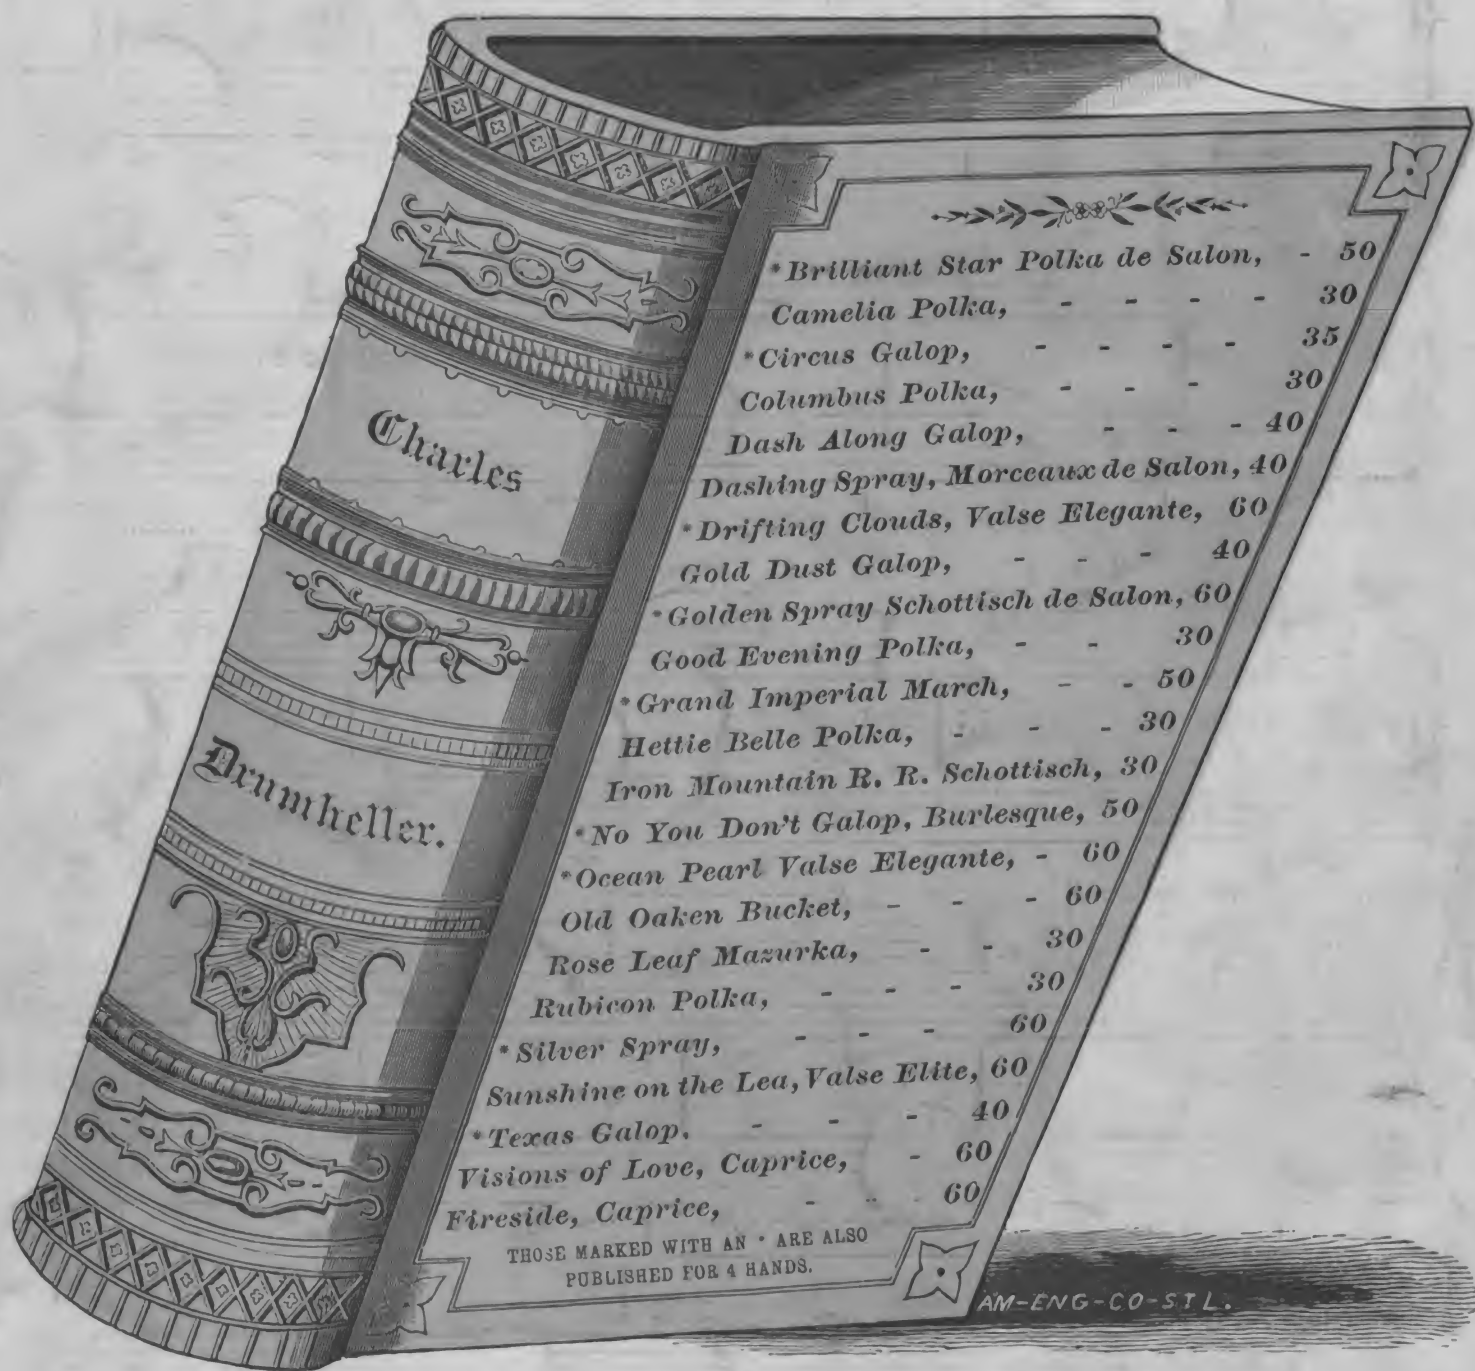 Charles
Drumheller.
*Brilliant Star Polka de Salon, - 50
Camelia Polka, - - - - 30
*Circus Galop, - - - - 35
Columbus Polka, - - - 30
Dash Along Galop, - - - 40
Dashing Spray, Morceaux de Salon, 40
*Drifting Clouds, Valse Elegante, 60
Gold Dust Galop, - - - 40
*Golden Spray Schottisch de Salon, 60
Good Evening Polka, - - 30
*Grand Imperial March, - - 50
Hettie Belle Polka, - - - 30
Iron Mountain R. R. Schottisch, 30
*No You Don't Galop, Burlesque, 50
*Ocean Pearl Valse Elegante, - 60
Old Oaken Bucket, - - - 60
Rose Leaf Mazurka, - - 30
Rubicon Polka, - - - 30
*Silver Spray, - - - 60
Sunshine on the Lea, Valse Elite, 60
*Texas Galop. - - - 40
Visions of Love, Caprice, - 60
Fireside, Caprice, - - - 60
THOSE MARKED WITH AN * ARE ALSO
PUBLISHED FOR 4 HANDS.
AM-ENG-CO-STL.